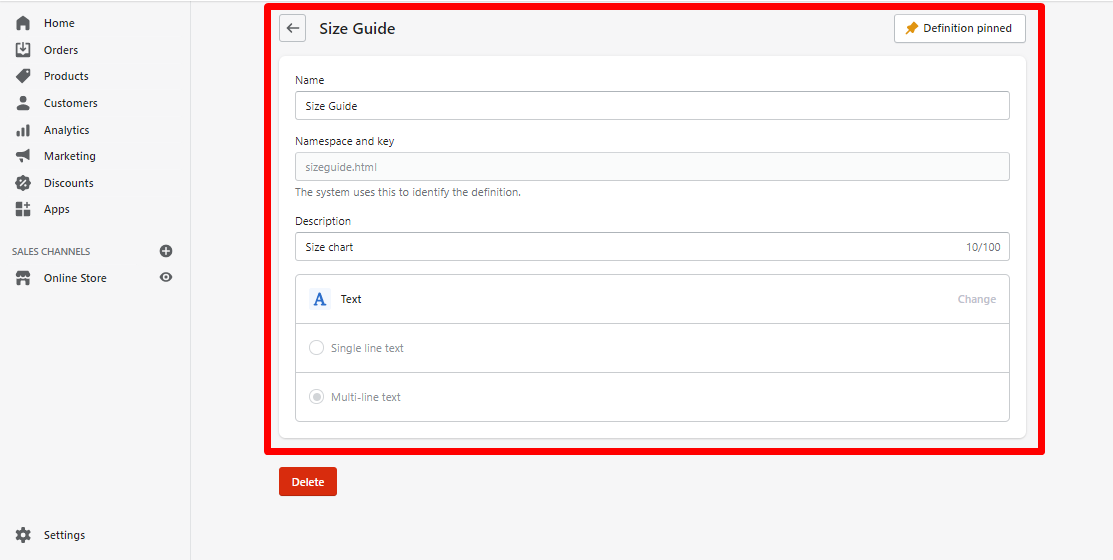 Home
Orders
Products
Customers
Analytics
Marketing
Discounts
Apps
SALES CHANNELS
Online Store
Settings
Size Guide
Definition pinned
Name
Size Guide
Namespace and key
sizeguide.html
The system uses this to identify the definition.
Description
Size chart 10/100
A Text Change
Single line text
Multi-line text
Delete